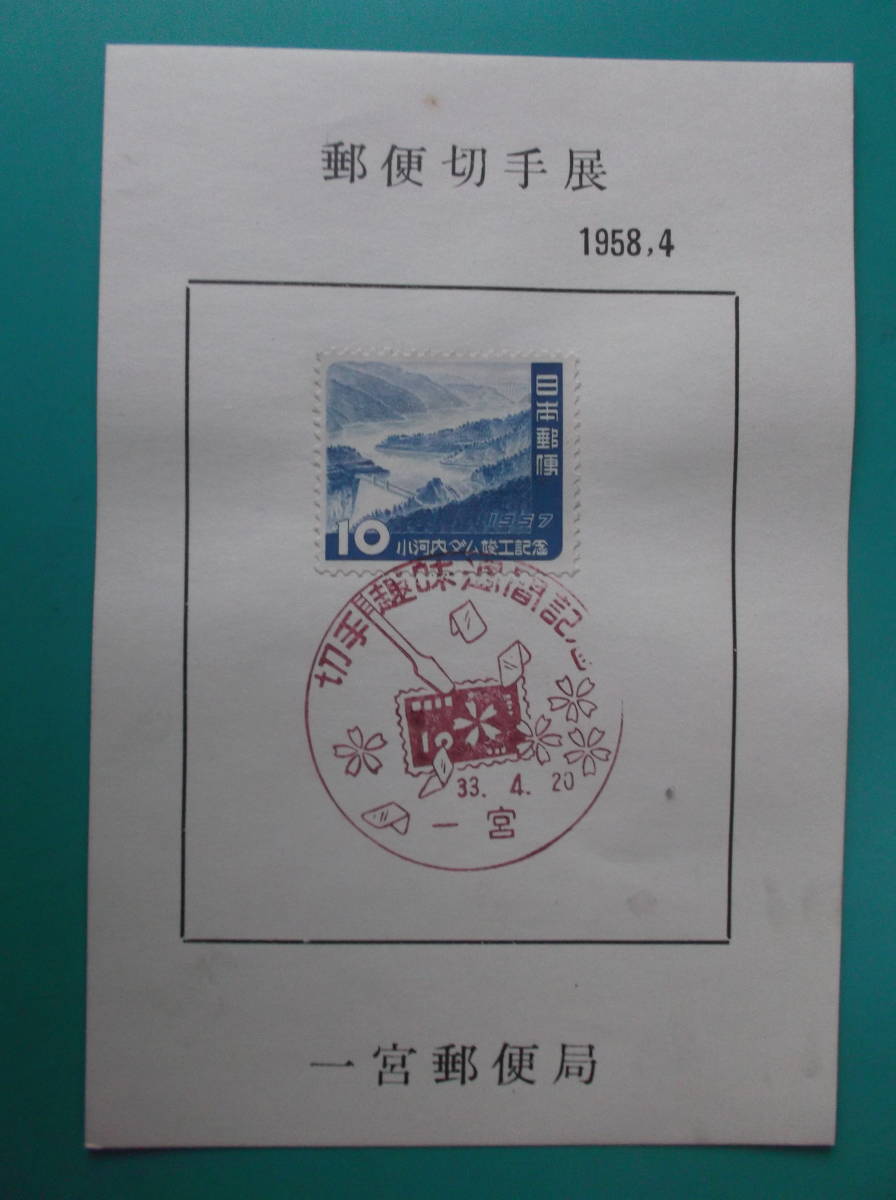 郵便切手展
1958,4
日本郵便
1957
10
小河内ダム竣工記念
切手趣味週間記念
33. 4. 20
一宮
一宮郵便局